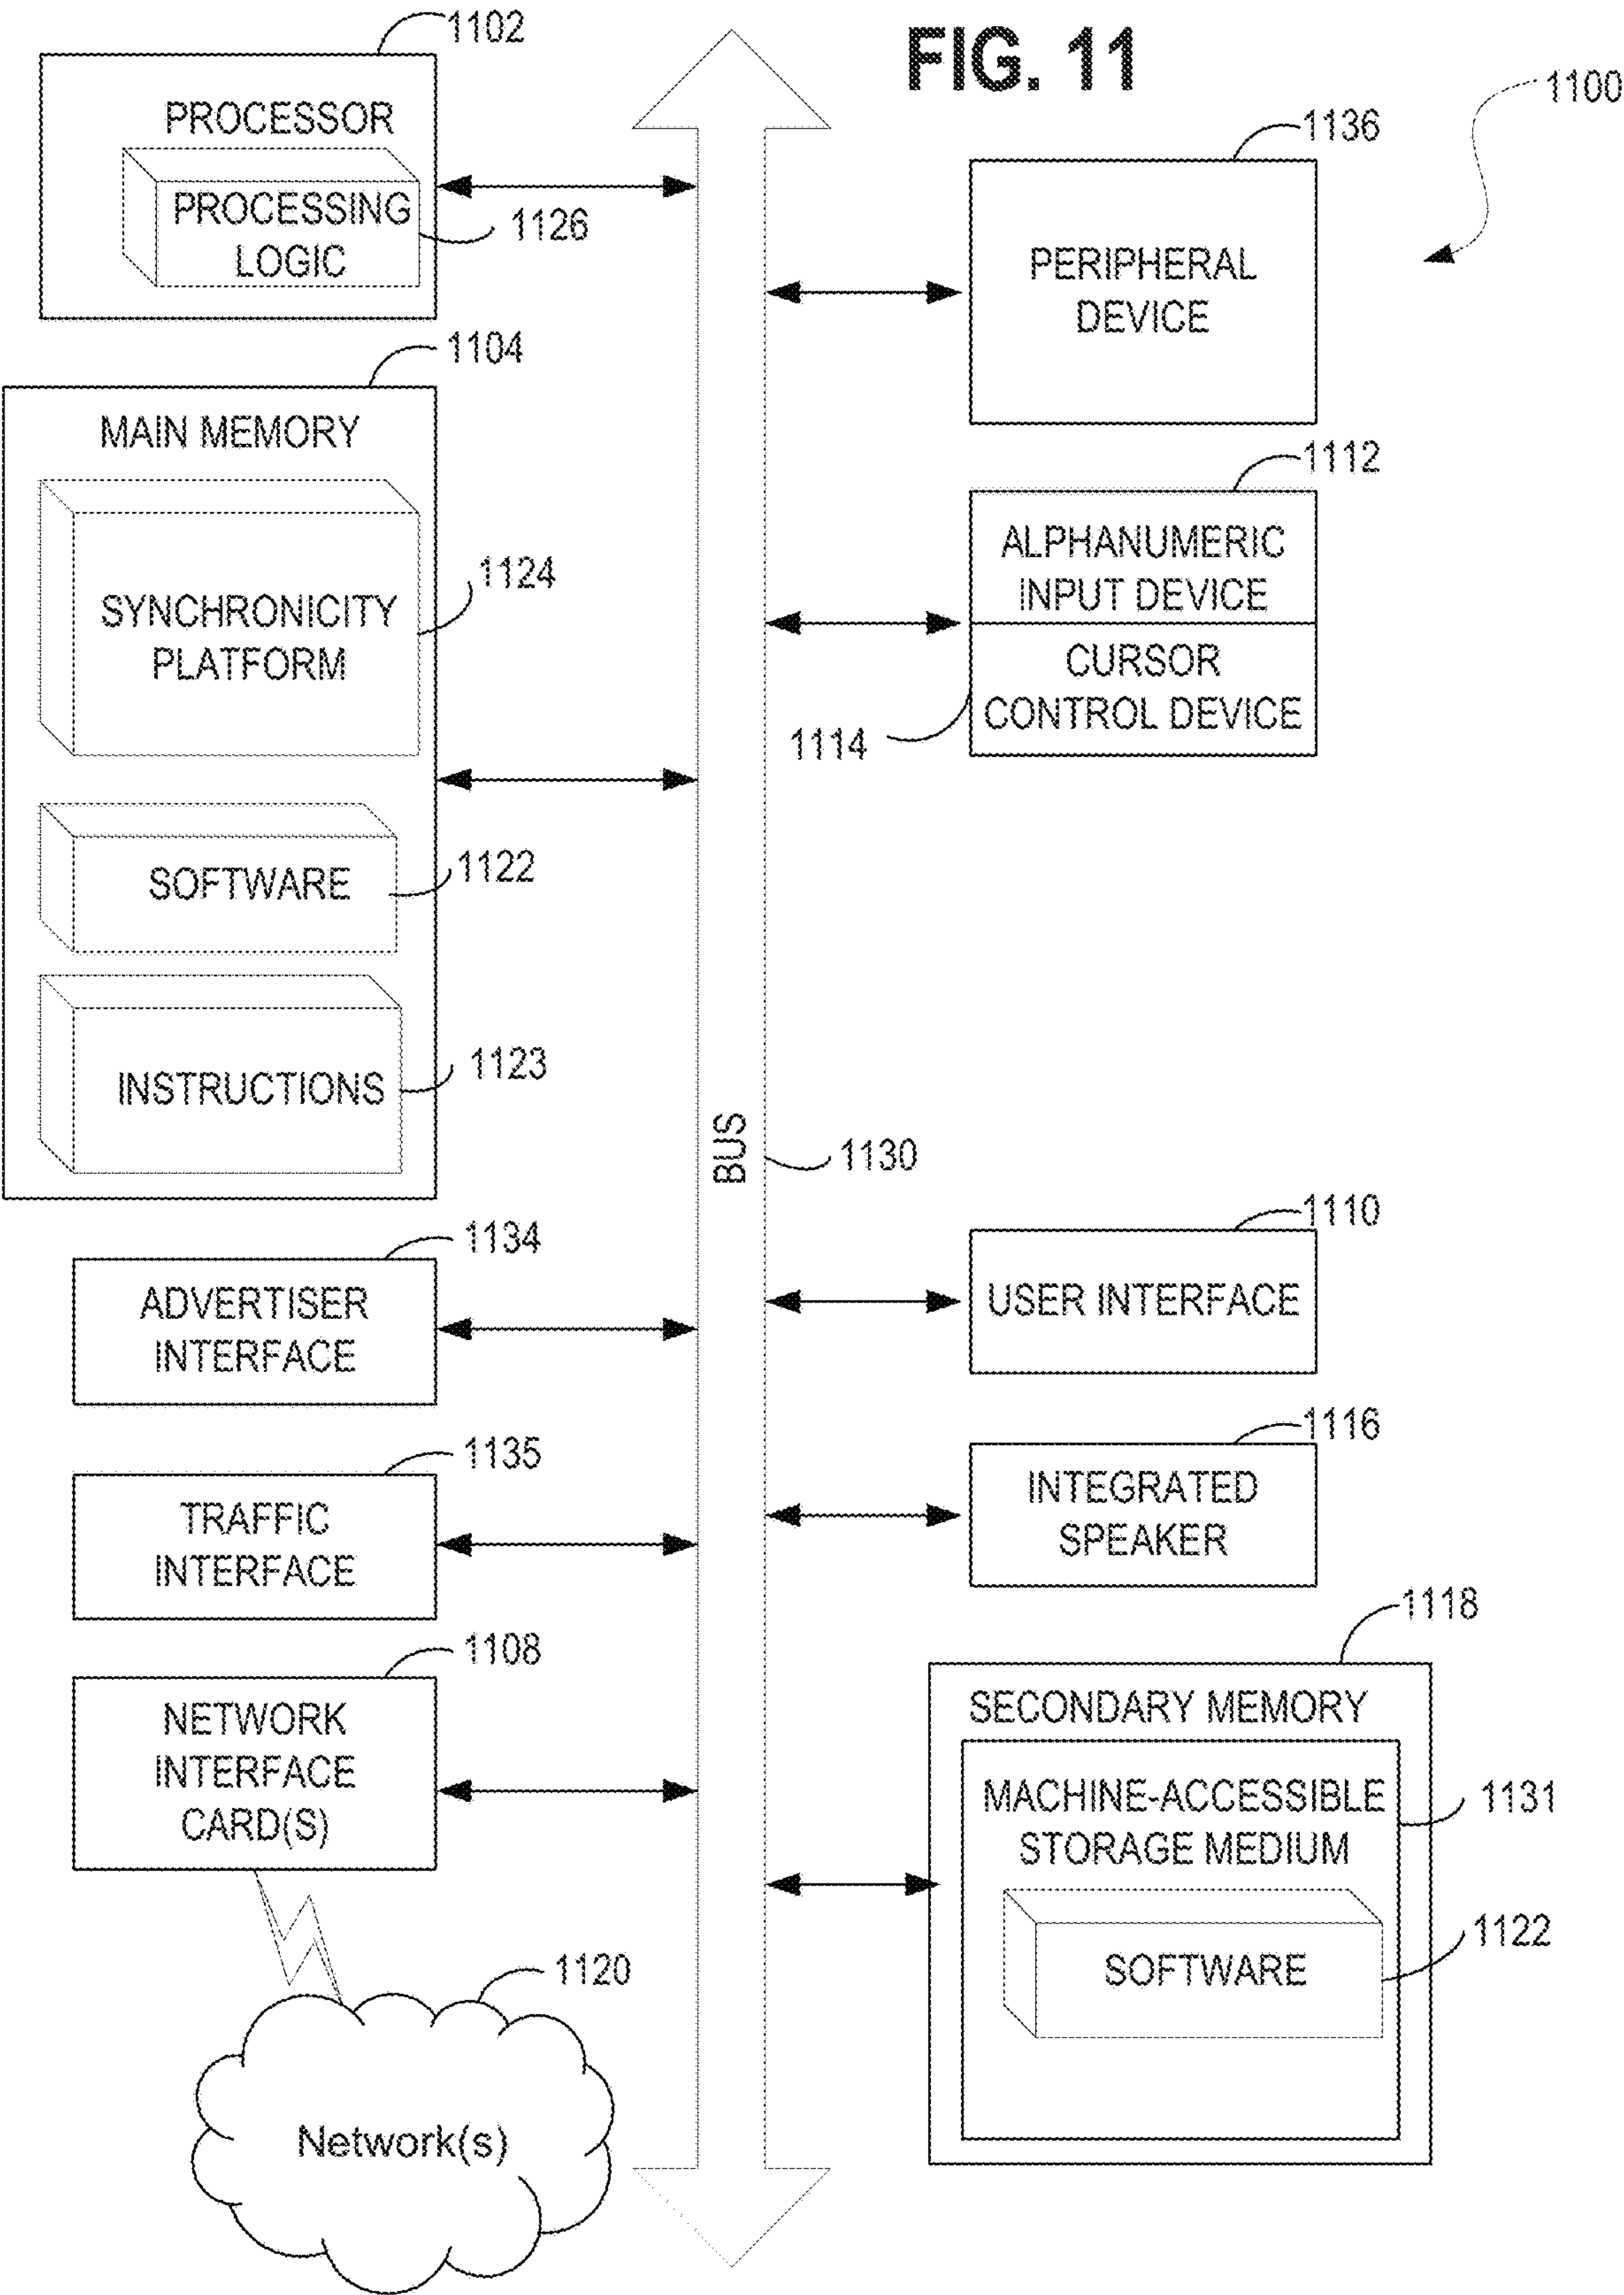 FIG. 11
1100
1102
PROCESSOR
PROCESSING
LOGIC
1126
1104
MAIN MEMORY
SYNCHRONICITY
PLATFORM
1124
SOFTWARE
1122
INSTRUCTIONS
1123
1134
ADVERTISER
INTERFACE
1135
TRAFFIC
INTERFACE
1108
NETWORK
INTERFACE
CARD(S)
1120
Network(s)
BUS
1130
1136
PERIPHERAL
DEVICE
1112
ALPHANUMERIC
INPUT DEVICE
CURSOR
CONTROL DEVICE
1114
1110
USER INTERFACE
1116
INTEGRATED
SPEAKER
1118
SECONDARY MEMORY
MACHINE-ACCESSIBLE
STORAGE MEDIUM
1131
SOFTWARE
1122